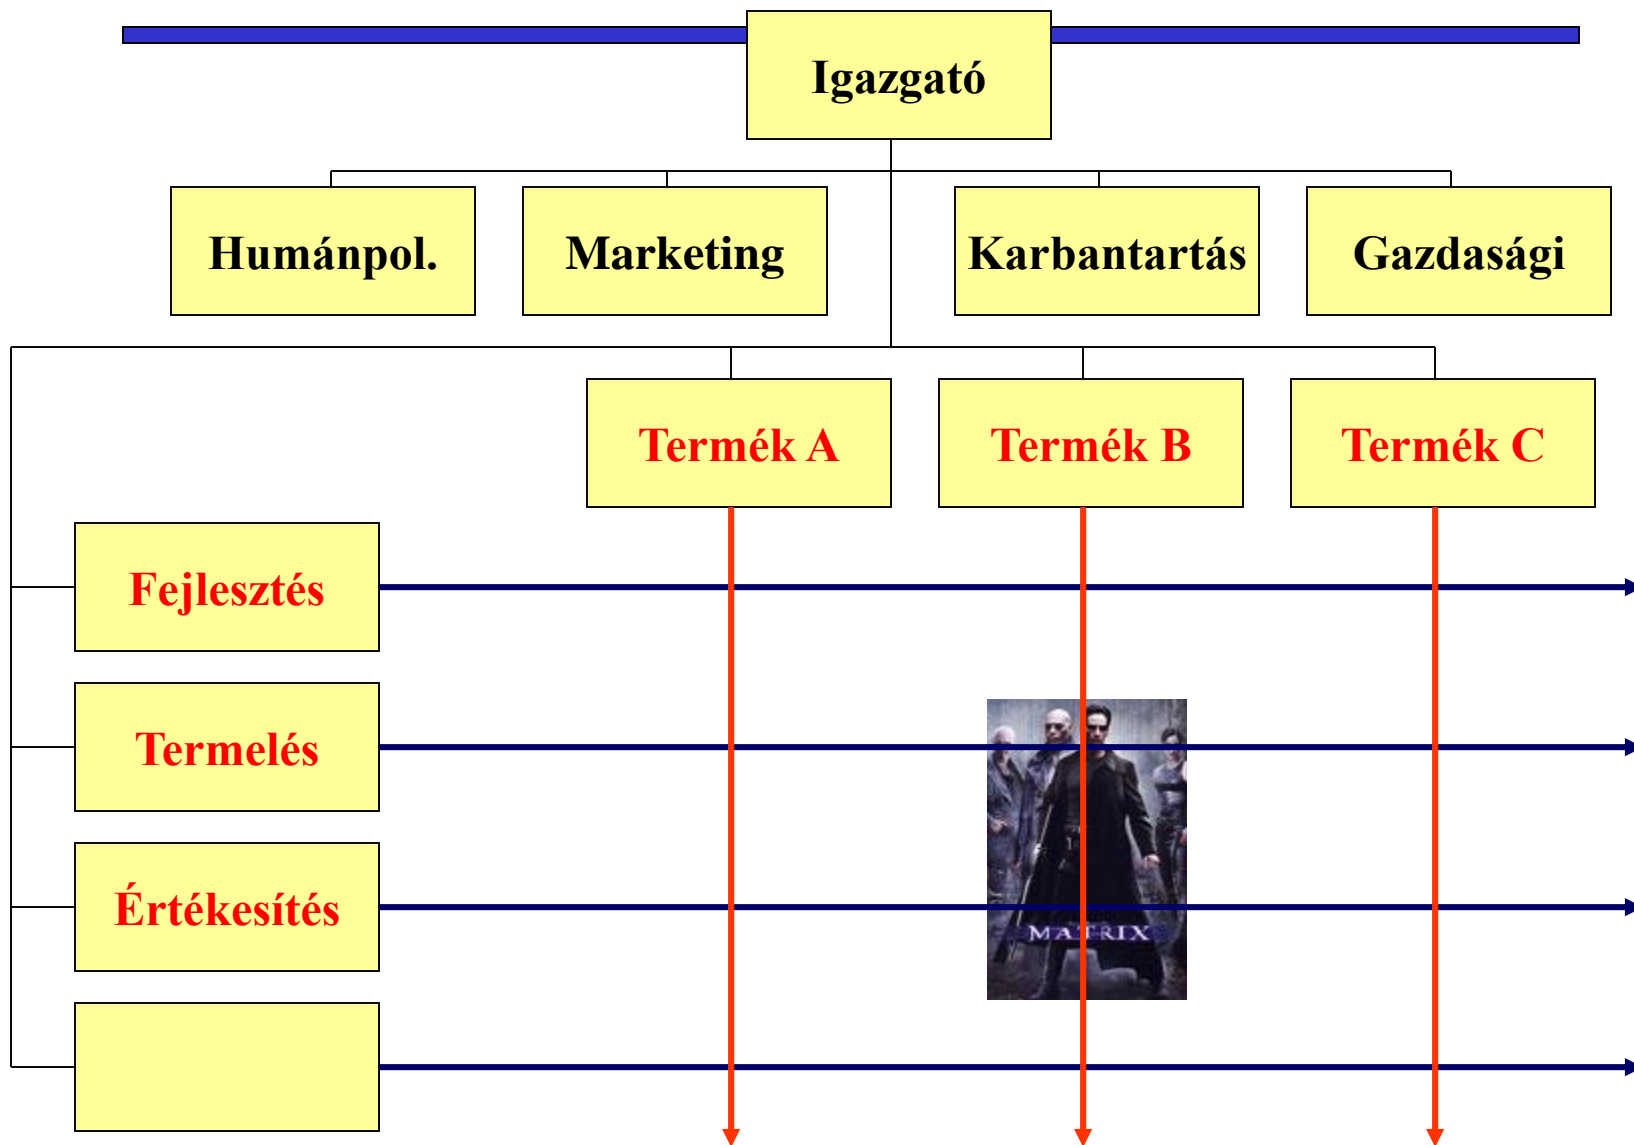 Igazgató
Humánpol.
Marketing
Karbantartás
Gazdasági
Termék A
Termék B
Termék C
Fejlesztés
Termelés
Értékesítés
MATRIX